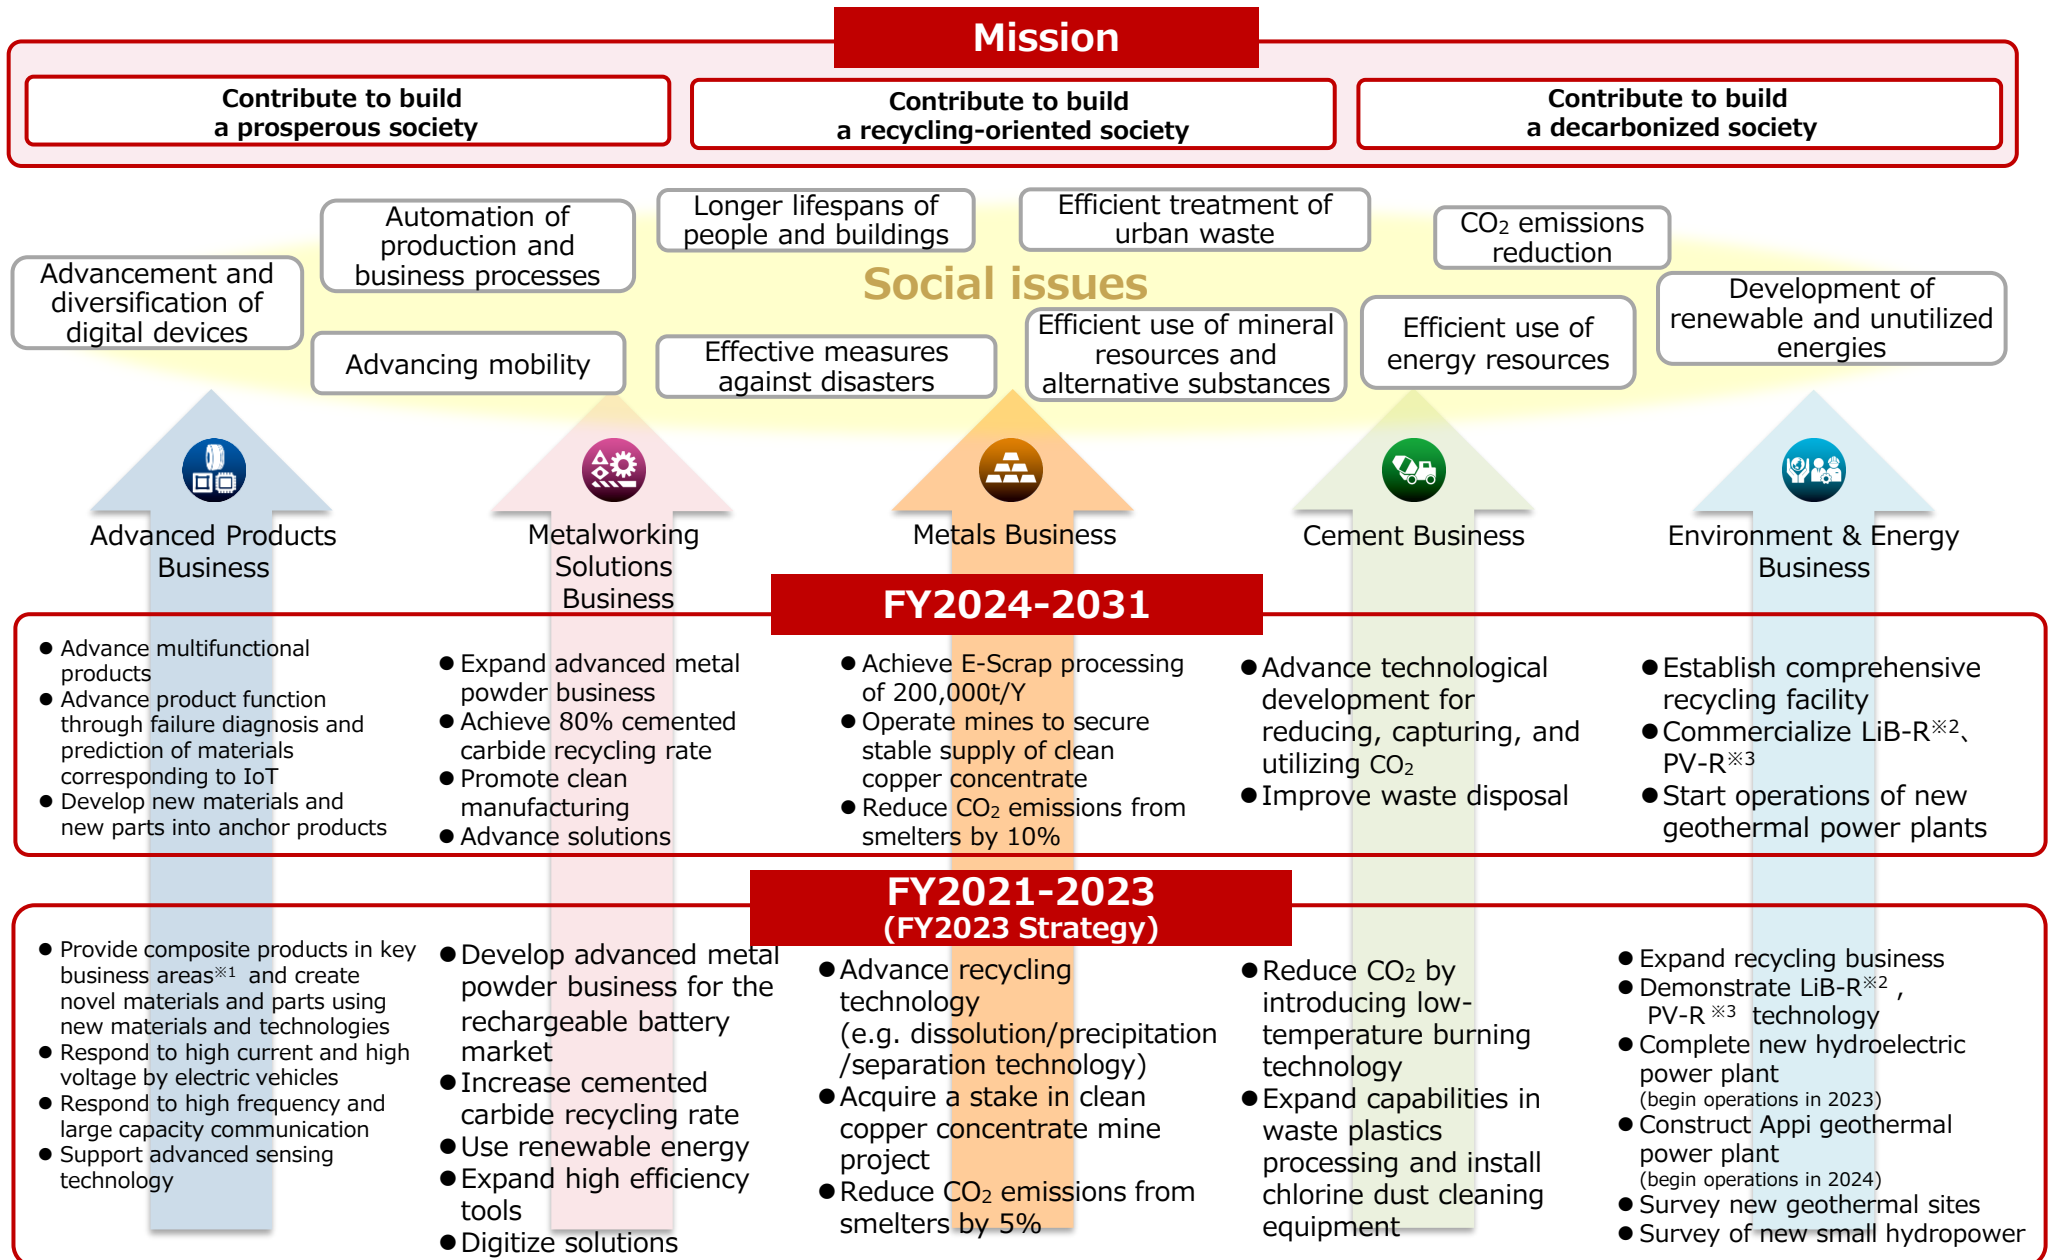 Mission
Contribute to build
a prosperous society
Contribute to build
a recycling-oriented society
Contribute to build
a decarbonized society
Advancement and
diversification of
digital devices
Automation of
production and
business processes
Longer lifespans of
people and buildings
Efficient treatment of
urban waste
CO₂ emissions
reduction
Social issues
Advancing mobility
Effective measures
against disasters
Efficient use of mineral
resources and
alternative substances
Efficient use of
energy resources
Development of
renewable and unutilized
energies
Advanced Products
Business
Metalworking
Solutions
Business
Metals Business
Cement Business
Environment & Energy
Business
FY2024-2031
● Advance multifunctional
products
● Advance product function
through failure diagnosis and
prediction of materials
corresponding to IoT
● Develop new materials and
new parts into anchor products
● Expand advanced metal
powder business
● Achieve 80% cemented
carbide recycling rate
● Promote clean
manufacturing
● Advance solutions
● Achieve E-Scrap processing
of 200,000t/Y
● Operate mines to secure
stable supply of clean
copper concentrate
● Reduce CO₂ emissions from
smelters by 10%
● Advance technological
development for
reducing, capturing, and
utilizing CO₂
● Improve waste disposal
● Establish comprehensive
recycling facility
● Commercialize LiB-R※2、
PV-R※3
● Start operations of new
geothermal power plants
FY2021-2023
(FY2023 Strategy)
● Provide composite products in key
business areas※1 and create
novel materials and parts using
new materials and technologies
● Respond to high current and high
voltage by electric vehicles
● Respond to high frequency and
large capacity communication
● Support advanced sensing
technology
● Develop advanced metal
powder business for the
rechargeable battery
market
● Increase cemented
carbide recycling rate
● Use renewable energy
● Expand high efficiency
tools
● Digitize solutions
● Advance recycling
technology
(e.g. dissolution/precipitation
/separation technology)
● Acquire a stake in clean
copper concentrate mine
project
● Reduce CO₂ emissions from
smelters by 5%
● Reduce CO₂ by
introducing low-
temperature burning
technology
● Expand capabilities in
waste plastics
processing and install
chlorine dust cleaning
equipment
● Expand recycling business
● Demonstrate LiB-R※2 ,
PV-R ※3 technology
● Complete new hydroelectric
power plant
(begin operations in 2023)
● Construct Appi geothermal
power plant
(begin operations in 2024)
● Survey new geothermal sites
● Survey of new small hydropower